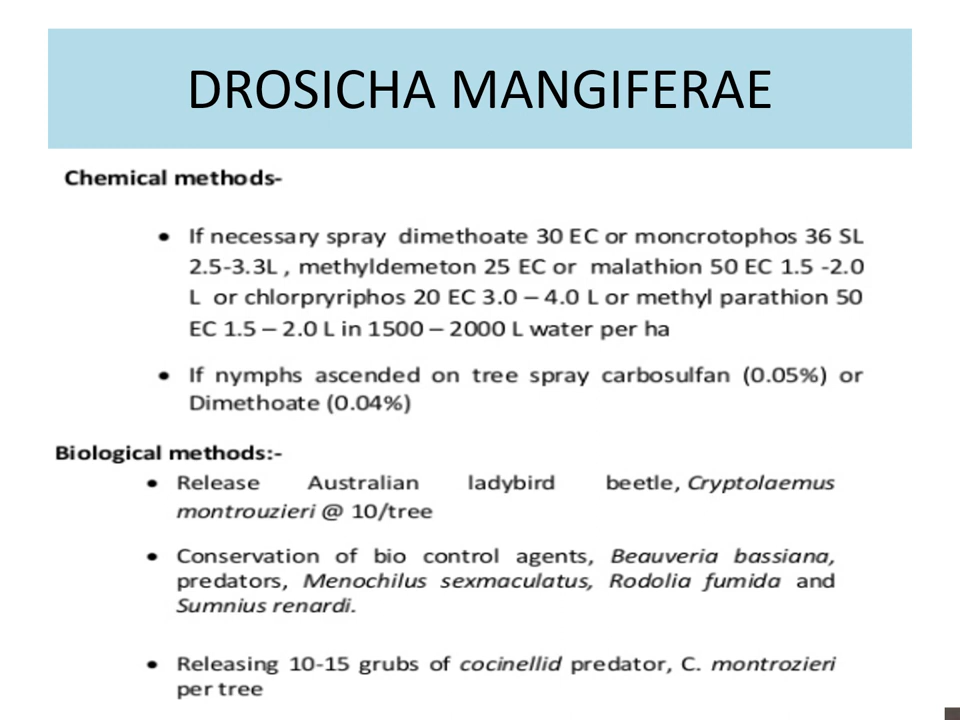 DROSICHA MANGIFERAE
Chemical methods-
• If necessary spray dimethoate 30 EC or moncrotophos 36 SL
2.5-3.3L , methyldemeton 25 EC or malathion 50 EC 1.5 -2.0
L or chlorpryriphos 20 EC 3.0 – 4.0 L or methyl parathion 50
EC 1.5 – 2.0 L in 1500 – 2000 L water per ha
• If nymphs ascended on tree spray carbosulfan (0.05%) or
Dimethoate (0.04%)
Biological methods:-
• Release Australian ladybird beetle, Cryptolaemus
montrouzieri @ 10/tree
• Conservation of bio control agents, Beauveria bassiana,
predators, Menochilus sexmaculatus, Rodolia fumida and
Sumnius renardi.
• Releasing 10-15 grubs of cocinellid predator, C. montrozieri
per tree